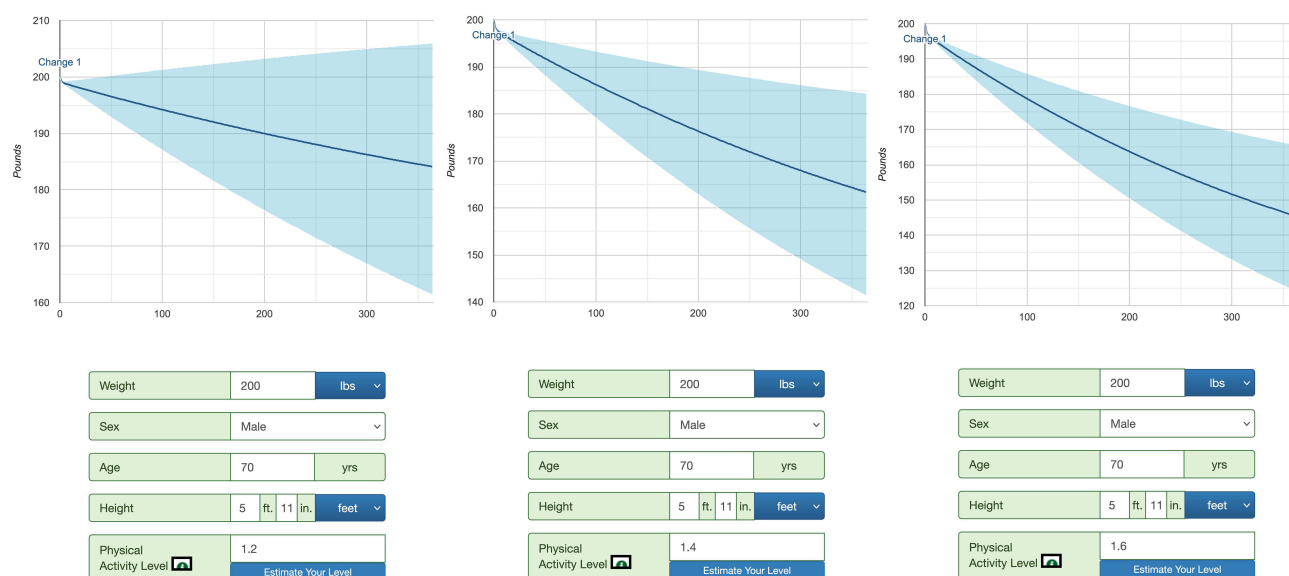 210
200
190
180
170
160
Pounds
Change 1
0
100
200
300
200
190
180
170
160
150
140
Pounds
Change 1
0
100
200
300
200
190
180
170
160
150
140
130
120
Pounds
Change 1
0
100
200
300
Weight 200 lbs
Sex Male
Age 70 yrs
Height 5 ft. 11 in. feet
Physical
Activity Level
1.2
Estimate Your Level
Weight 200 lbs
Sex Male
Age 70 yrs
Height 5 ft. 11 in. feet
Physical
Activity Level
1.4
Estimate Your Level
Weight 200 lbs
Sex Male
Age 70 yrs
Height 5 ft. 11 in. feet
Physical
Activity Level
1.6
Estimate Your Level